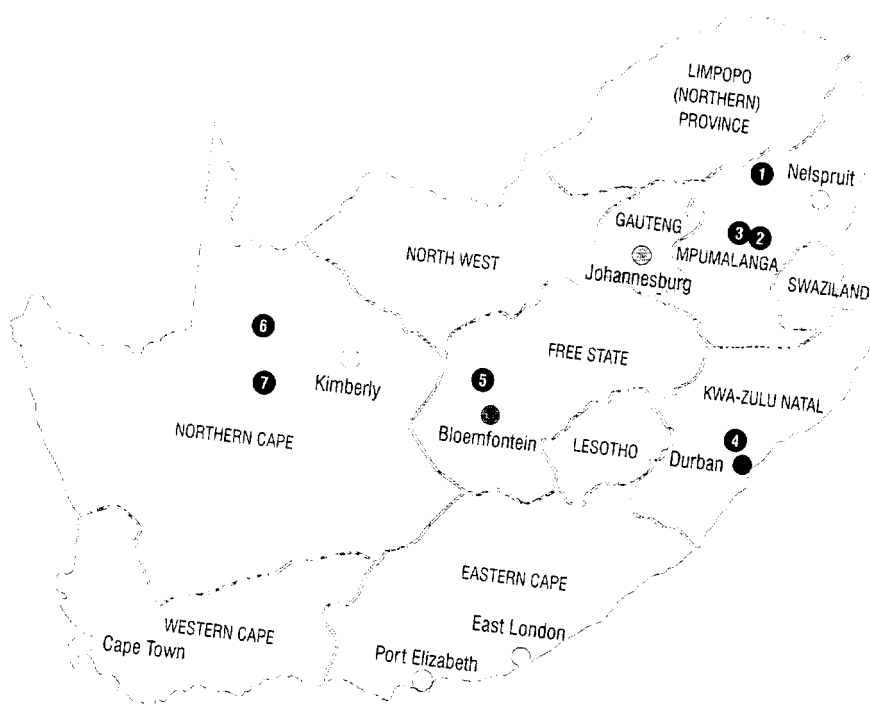 LIMPOPO
(NORTHERN)
PROVINCE
1
Nelspruit
GAUTENG
3 2
NORTH WEST
MPUMALANGA
Johannesburg
SWAZILAND
6
FREE STATE
7
Kimberly
5
KWA-ZULU NATAL
NORTHERN CAPE
Bloemfontein
LESOTHO
4
Durban
EASTERN CAPE
WESTERN CAPE
East London
Cape Town
Port Elizabeth